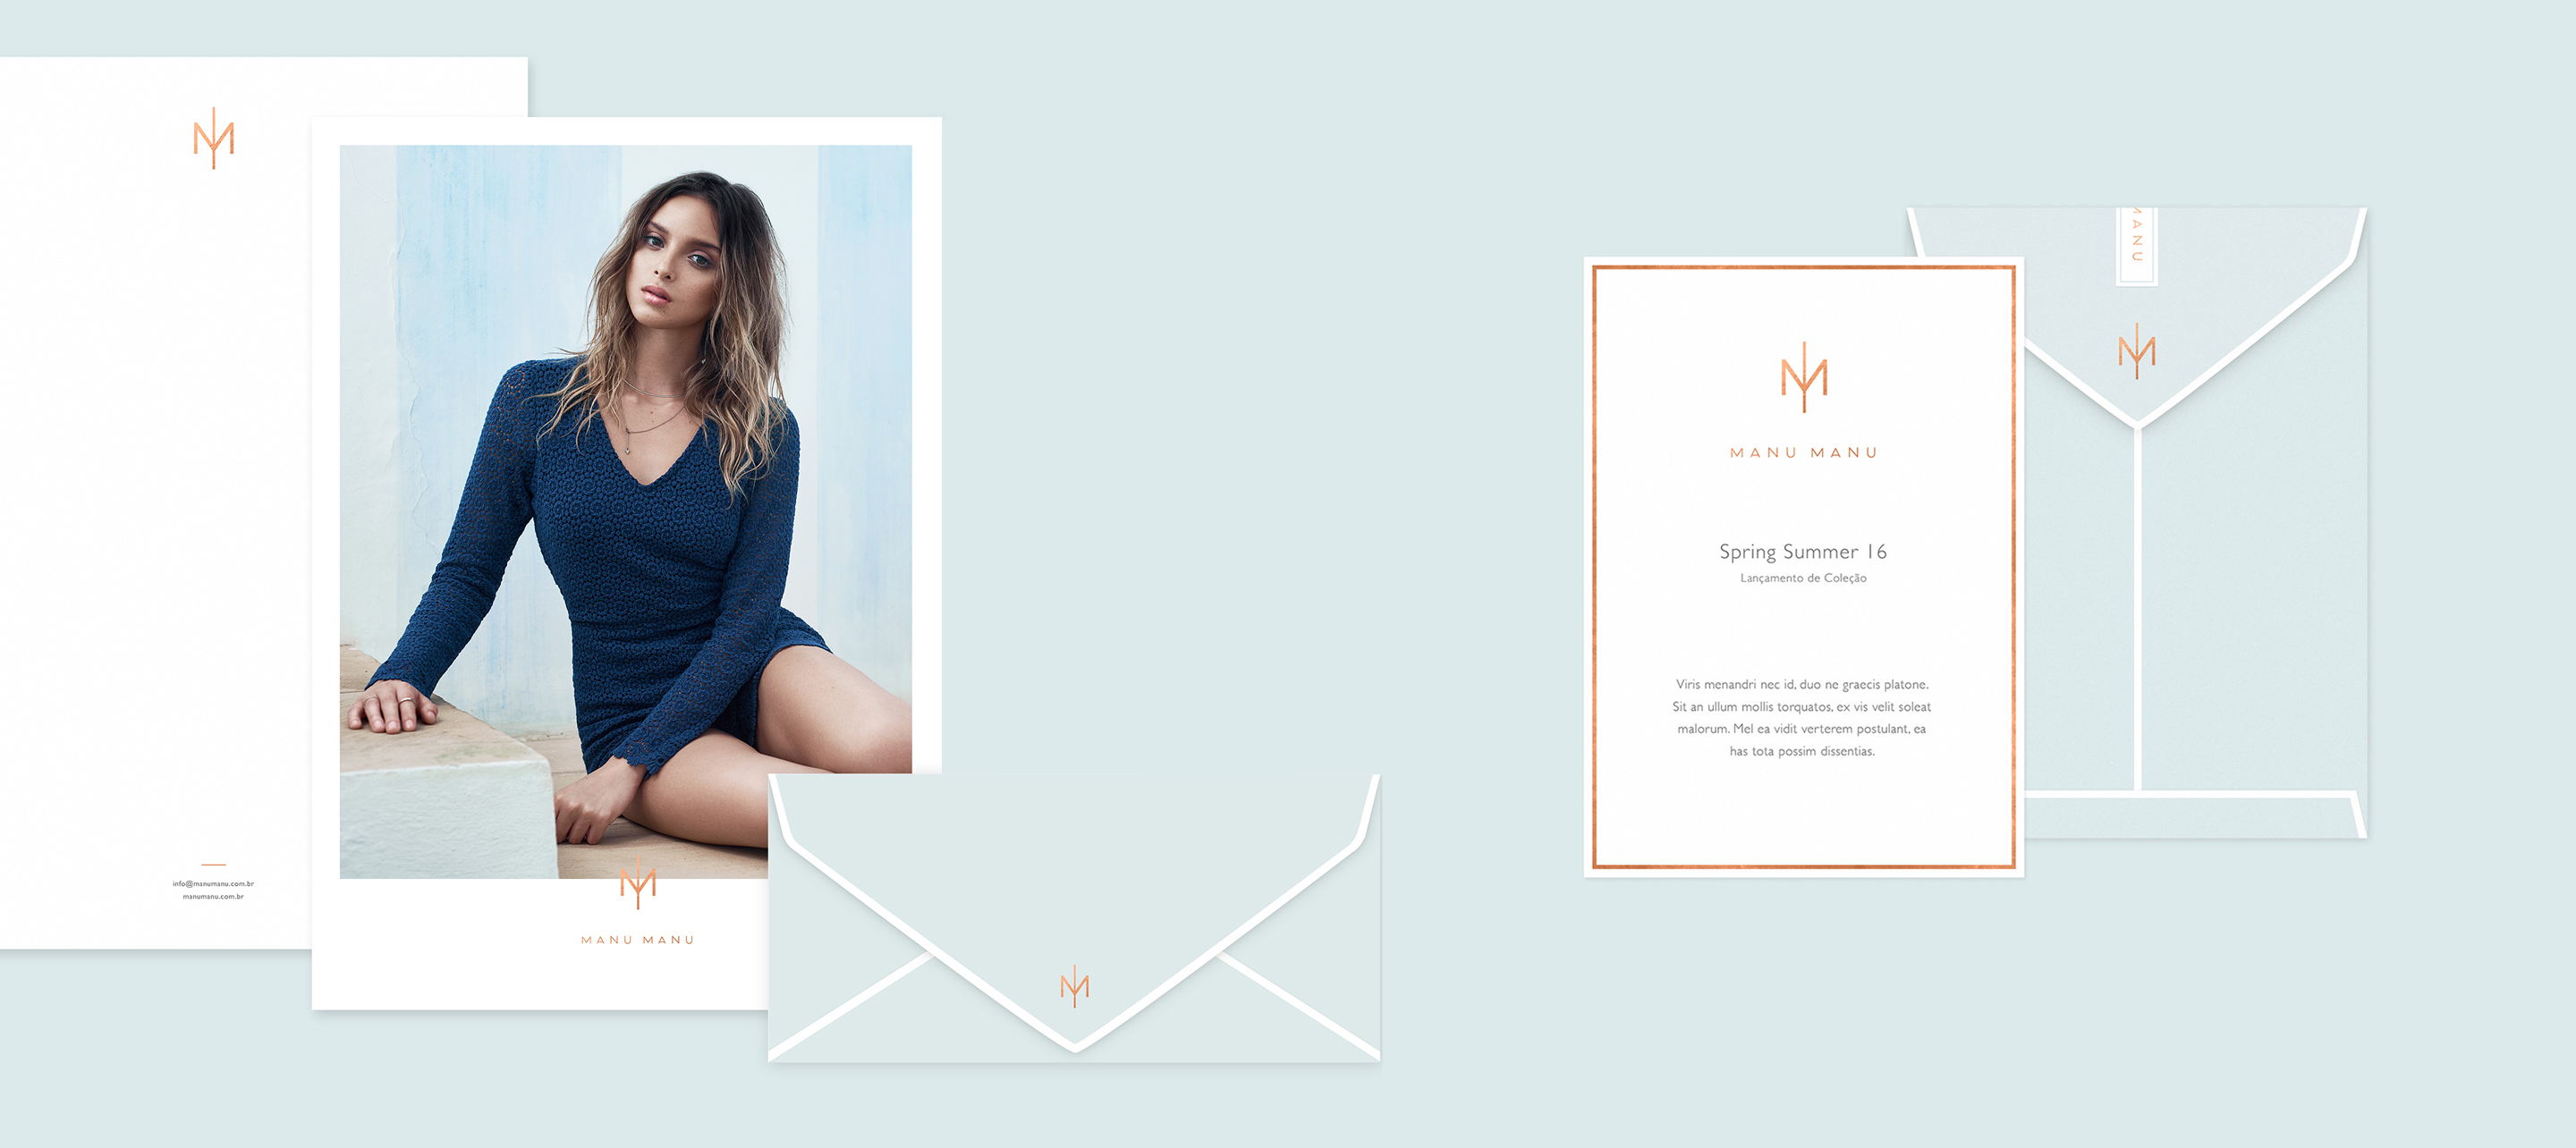 info@manumanu.com.br
manumanu.com.br
MANU MANU
MANU MANU
Spring Summer 16
Lançamento de Coleção
Viris menandri nec id, duo ne graecis platone.
Sit an ullum mollis torquatos, ex vis velit soleat
malorum. Mel ea vidit verterem postulant, ea
has tota possim dissentias.
MANU